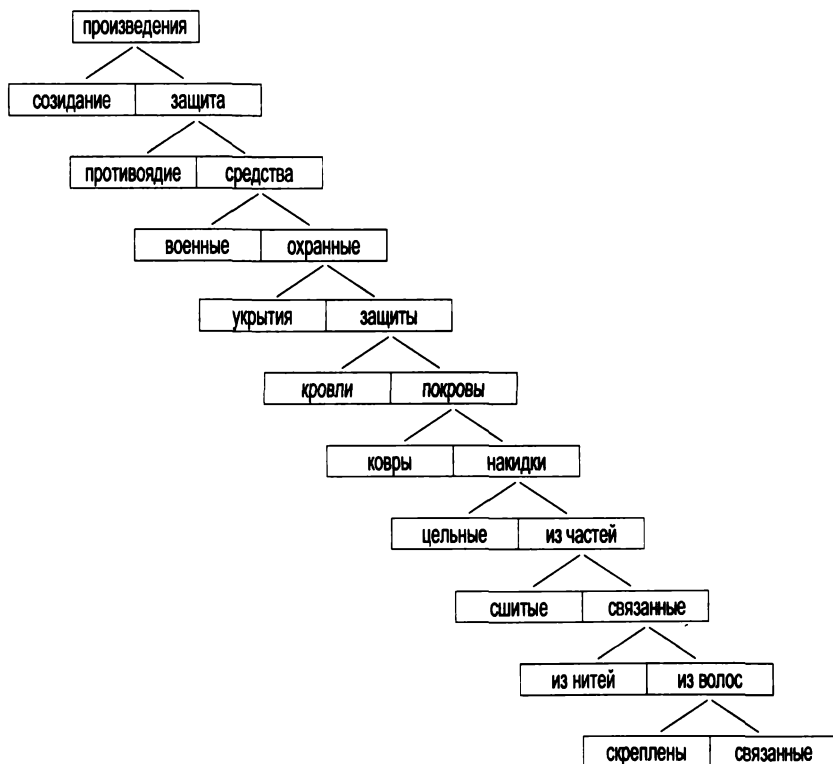 произведения
созидание защита
противоядие средства
военные охранные
укрытия защиты
кровли покровы
ковры накидки
цельные из частей
сшитые связанные
из нитей из волос
скреплены связанные